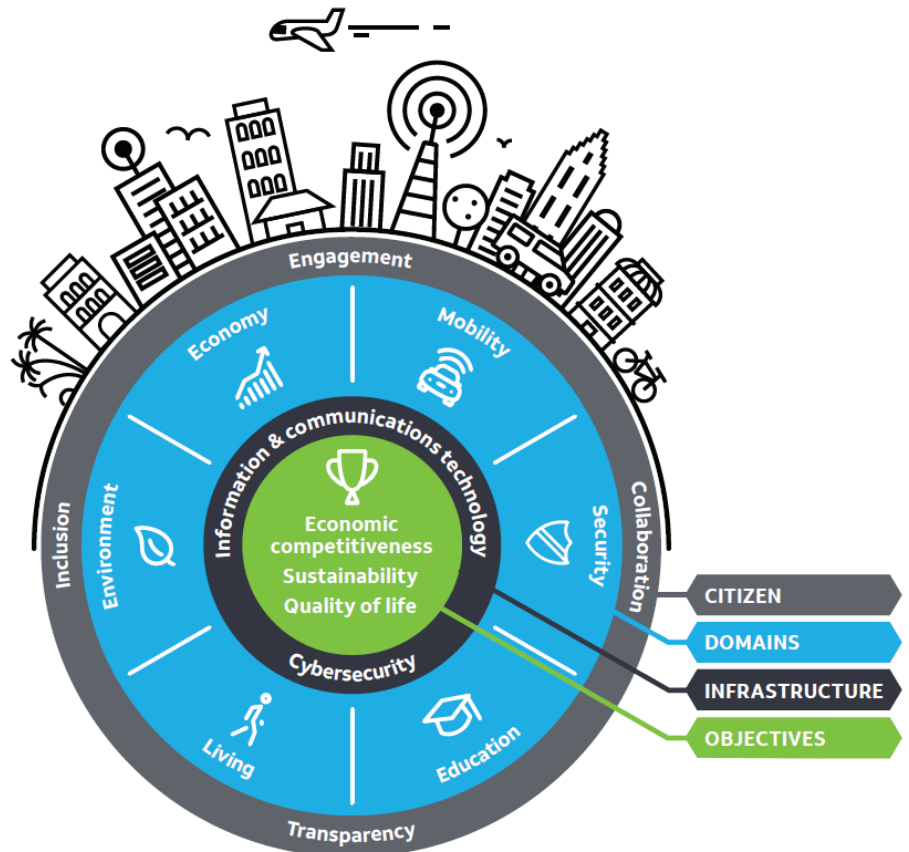 Engagement
Economy
Mobility
Information & communications technology
Inclusion
Environment
Economic
competitiveness
Sustainability
Quality of life
Security
Collaboration
Cybersecurity
Living
Education
Transparency
CITIZEN
DOMAINS
INFRASTRUCTURE
OBJECTIVES